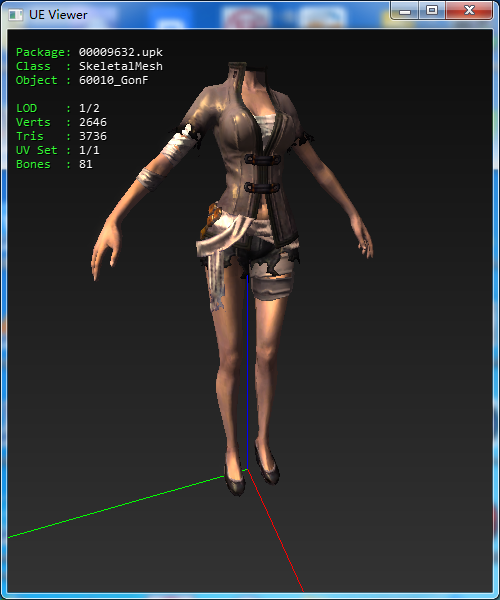 UE Viewer
Package: 00009632.upk
Class  : SkeletalMesh
Object : 60010_GonF
LOD    : 1/2
Verts  : 2646
Tris   : 3736
UV Set : 1/1
Bones  : 81